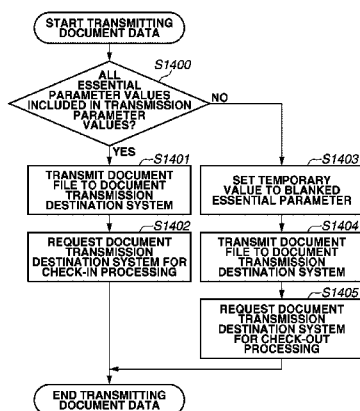 START TRANSMITTING
DOCUMENT DATA
S1400
ALL
ESSENTIAL
PARAMETER VALUES
INCLUDED IN TRANSMISSION
PARAMETER
VALUES?
NO
YES
S1401
TRANSMIT DOCUMENT
FILE TO DOCUMENT
TRANSMISSION
DESTINATION SYSTEM
S1402
REQUEST DOCUMENT
TRANSMISSION
DESTINATION SYSTEM FOR
CHECK-IN PROCESSING
S1403
SET TEMPORARY
VALUE TO BLANKED
ESSENTIAL PARAMETER
S1404
TRANSMIT DOCUMENT
FILE TO DOCUMENT
TRANSMISSION
DESTINATION SYSTEM
S1405
REQUEST DOCUMENT
TRANSMISSION
DESTINATION SYSTEM
FOR CHECK-OUT
PROCESSING
END TRANSMITTING
DOCUMENT DATA